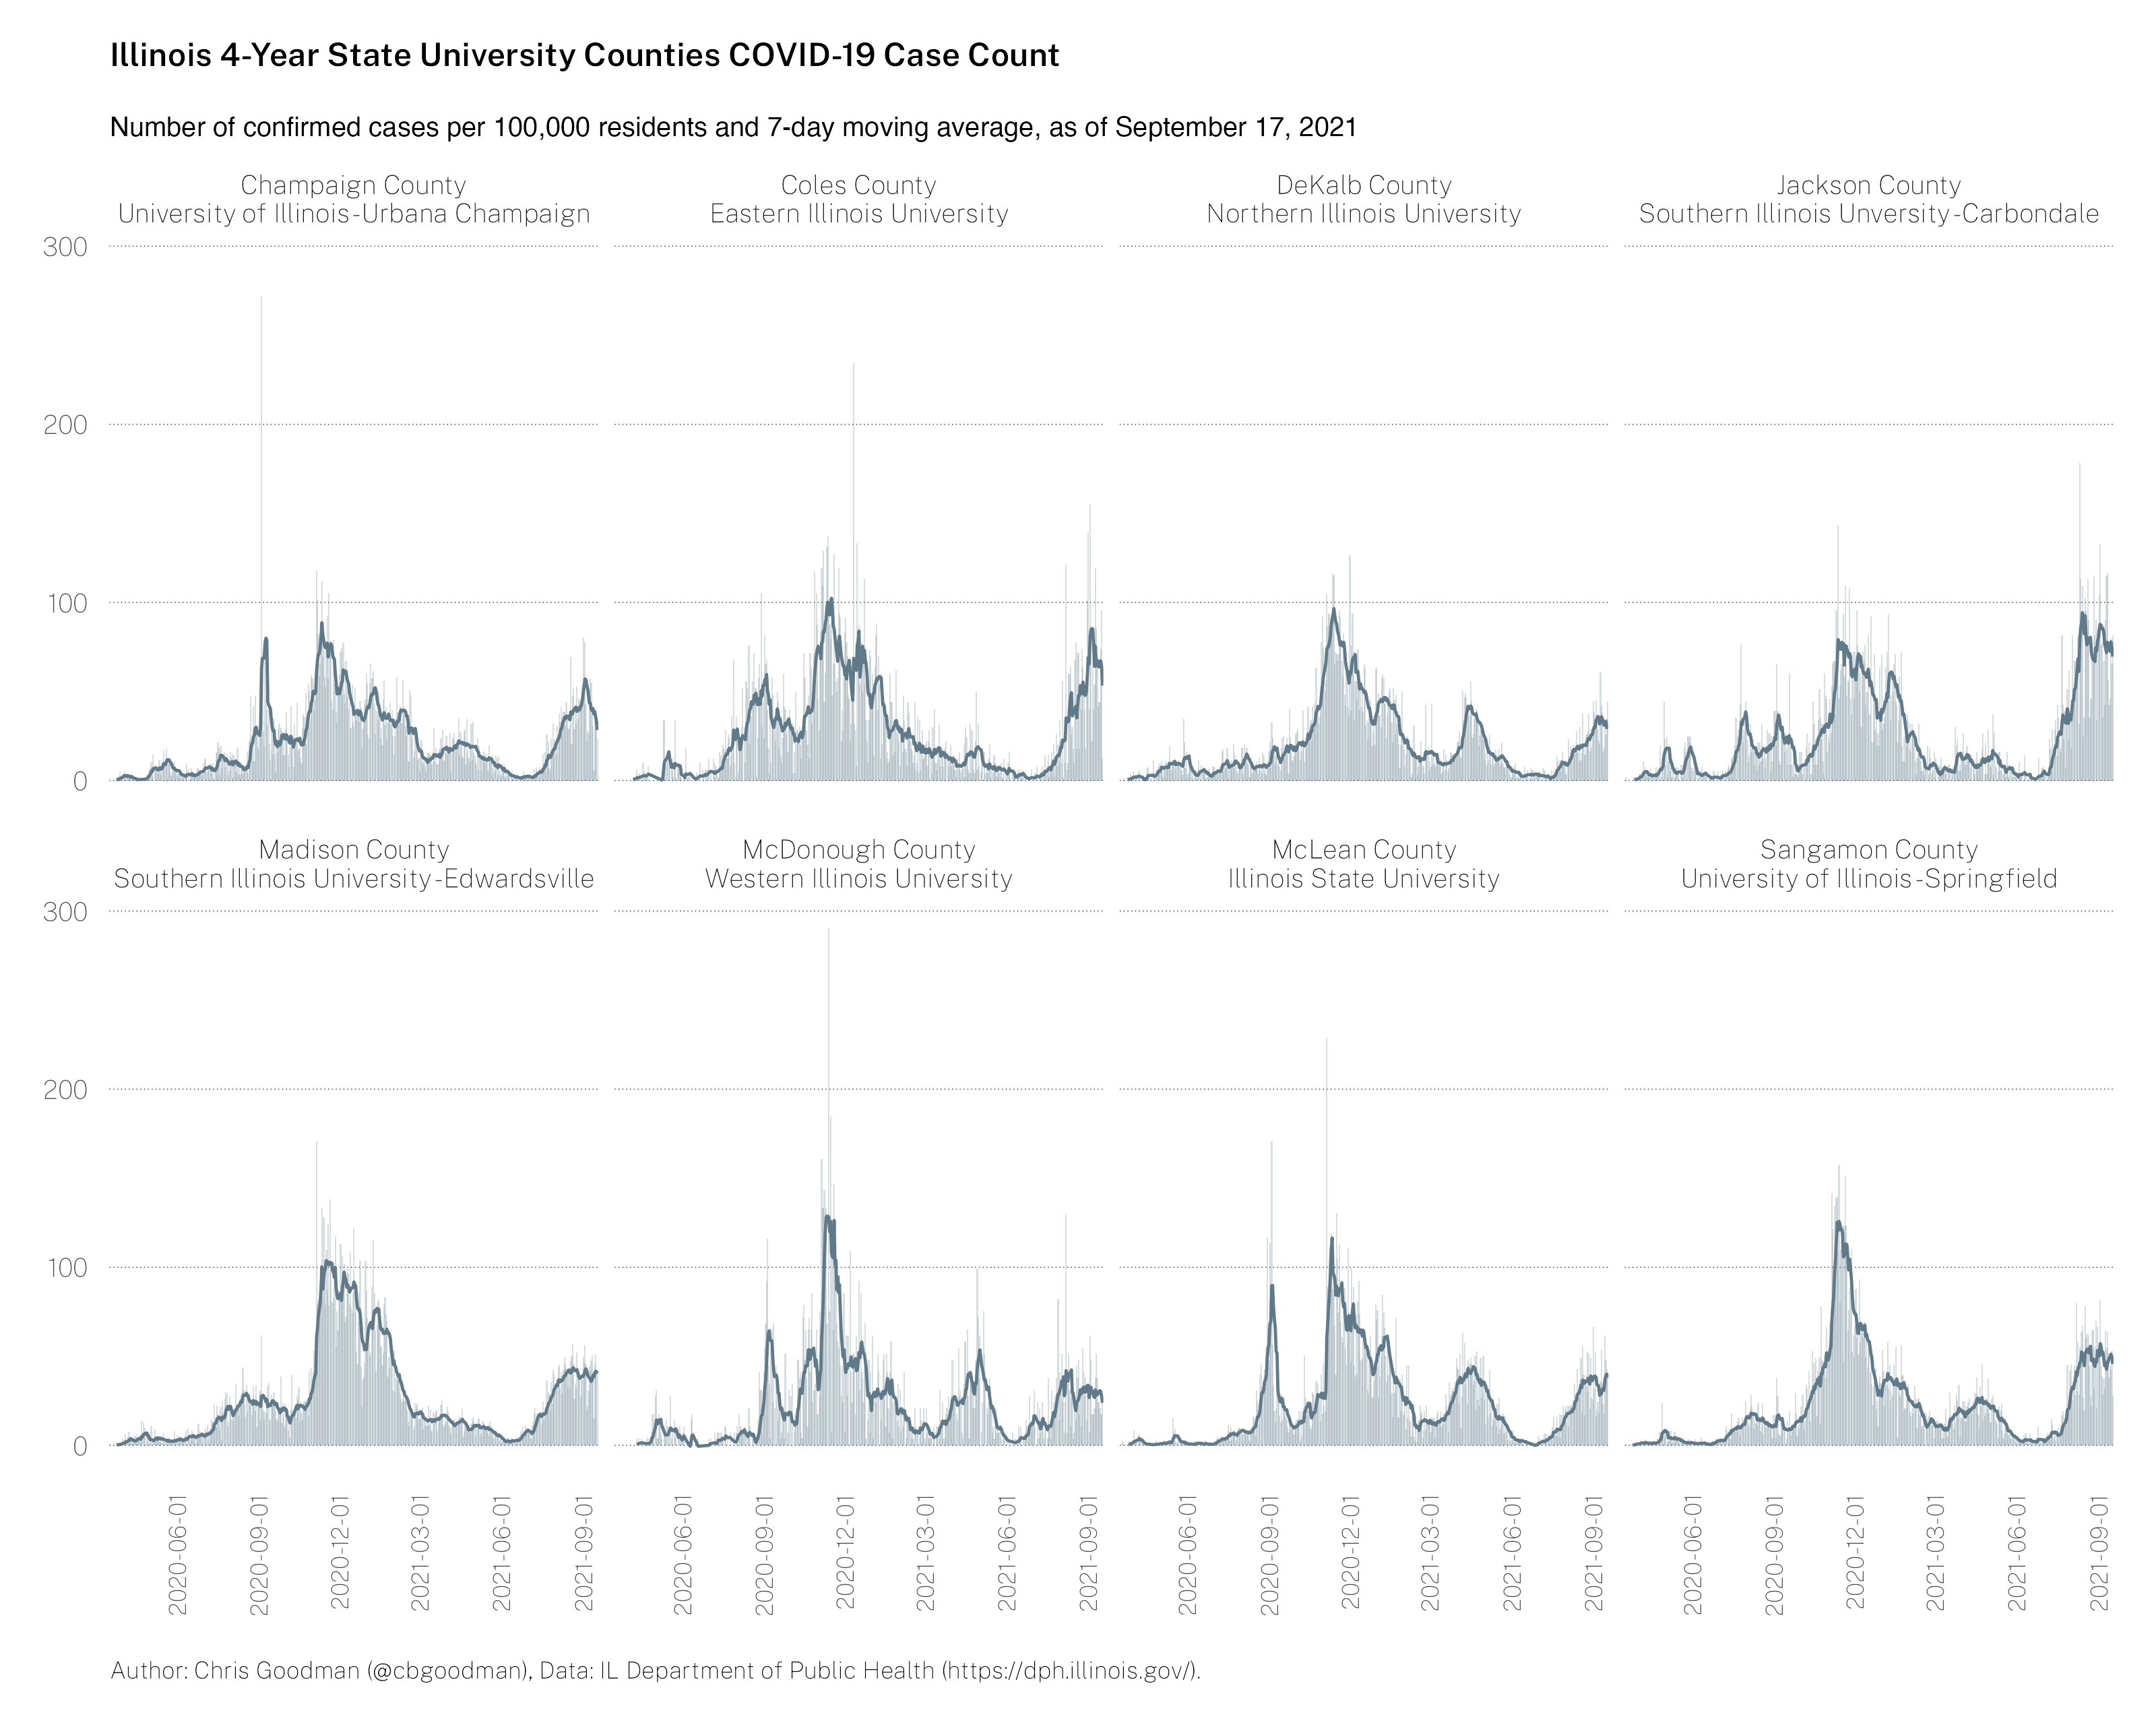 Illinois 4-Year State University Counties COVID-19 Case Count
Number of confirmed cases per 100,000 residents and 7-day moving average, as of September 17, 2021
Champaign County
University of Illinois-Urbana Champaign
Coles County
Eastern Illinois University
DeKalb County
Northern Illinois University
Jackson County
Southern Illinois Unversity-Carbondale
300
200
100
0
Madison County
Southern Illinois University-Edwardsville
McDonough County
Western Illinois University
McLean County
Illinois State University
Sangamon County
University of Illinois-Springfield
300
200
100
0
2020-06-01
2020-09-01
2020-12-01
2021-03-01
2021-06-01
2021-09-01
2020-06-01
2020-09-01
2020-12-01
2021-03-01
2021-06-01
2021-09-01
2020-06-01
2020-09-01
2020-12-01
2021-03-01
2021-06-01
2021-09-01
2020-06-01
2020-09-01
2020-12-01
2021-03-01
2021-06-01
2021-09-01
Author: Chris Goodman (@cbgoodman), Data: IL Department of Public Health (https://dph.illinois.gov/).